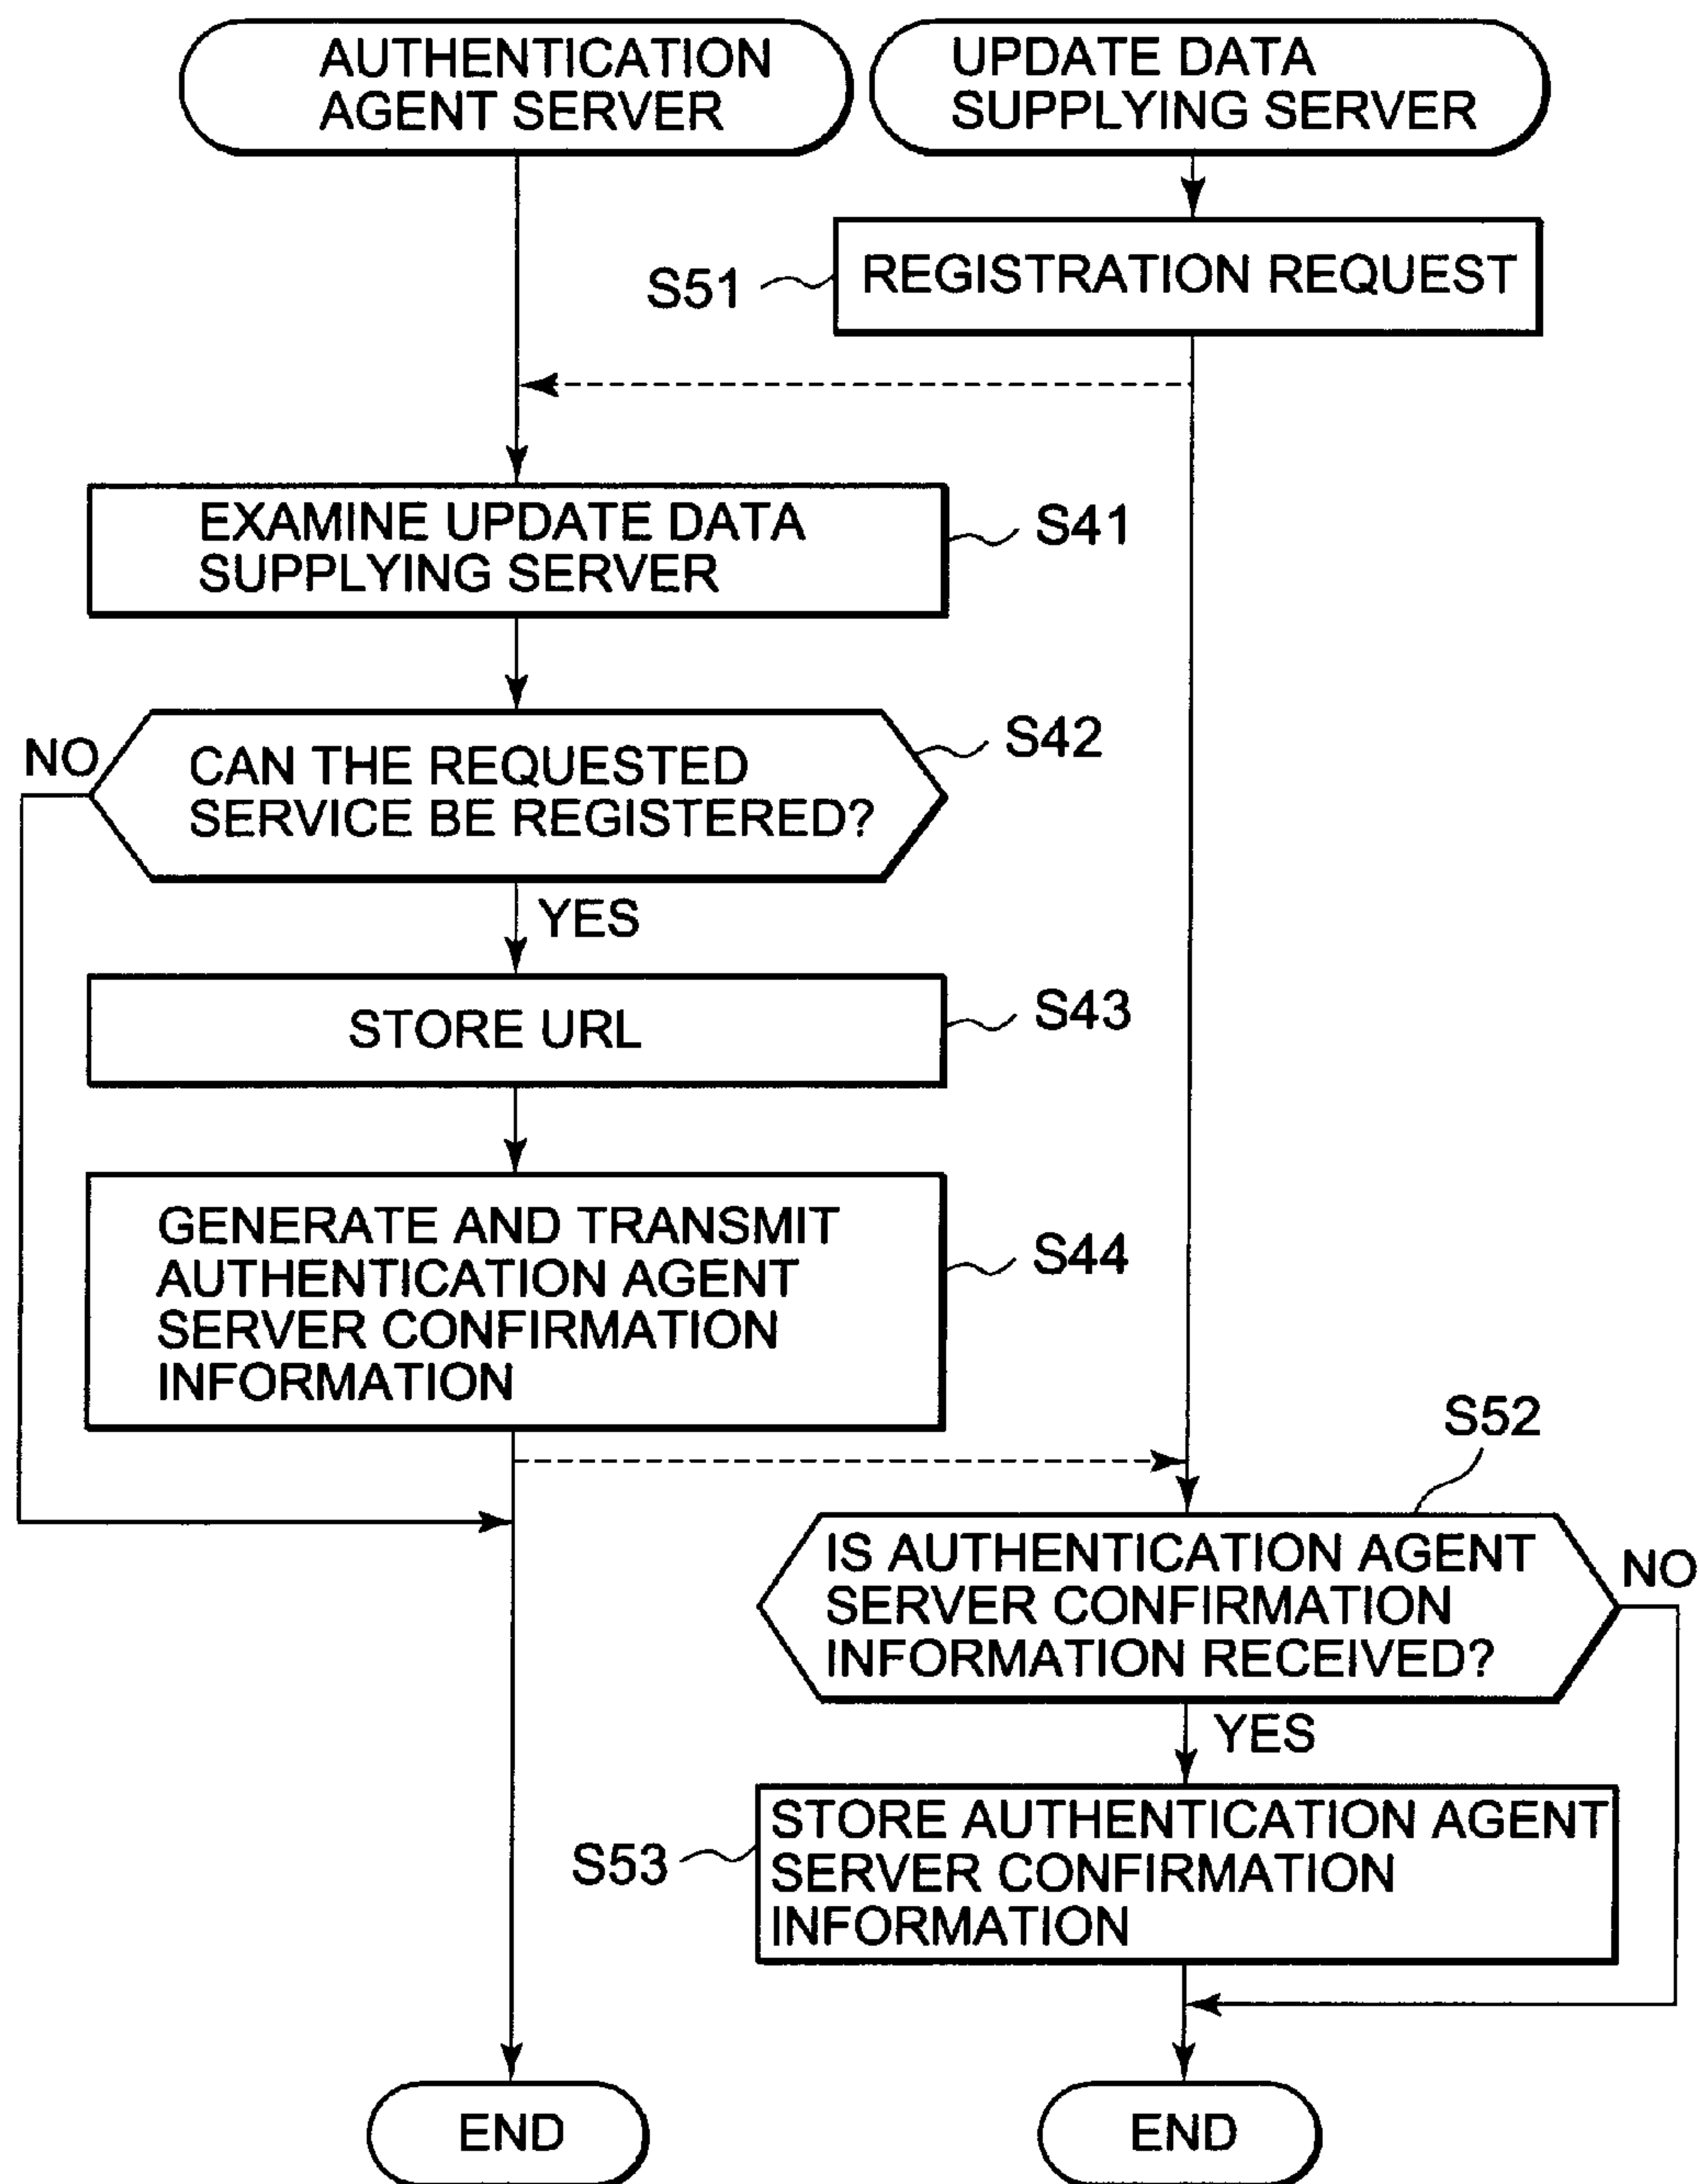 AUTHENTICATION
AGENT SERVER
UPDATE DATA
SUPPLYING SERVER
S51
REGISTRATION REQUEST
EXAMINE UPDATE DATA
SUPPLYING SERVER
S41
NO
CAN THE REQUESTED
SERVICE BE REGISTERED?
S42
YES
STORE URL
S43
GENERATE AND TRANSMIT
AUTHENTICATION AGENT
SERVER CONFIRMATION
INFORMATION
S44
S52
IS AUTHENTICATION AGENT
SERVER CONFIRMATION
INFORMATION RECEIVED?
NO
YES
S53
STORE AUTHENTICATION AGENT
SERVER CONFIRMATION
INFORMATION
END
END